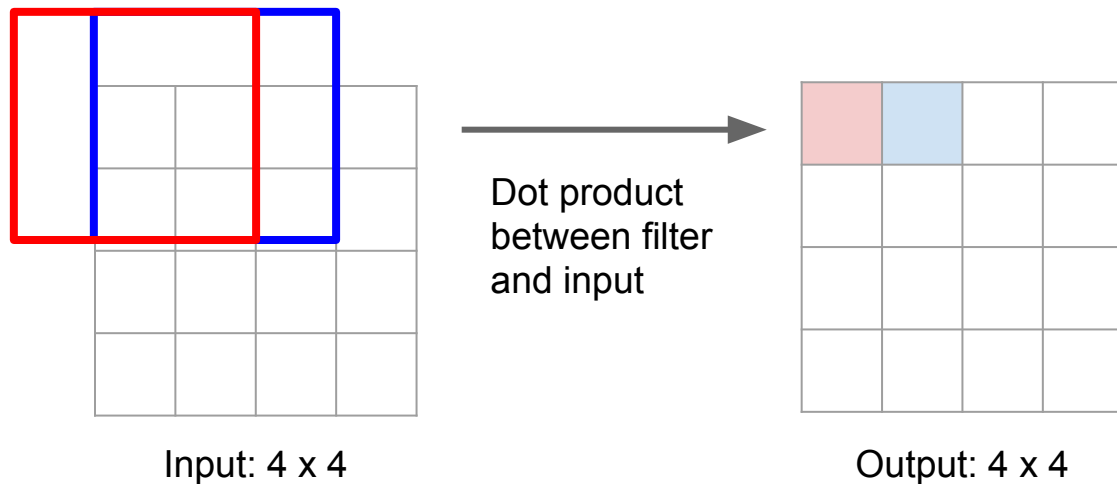 Dot product
between filter
and input
Input: 4 x 4
Output: 4 x 4